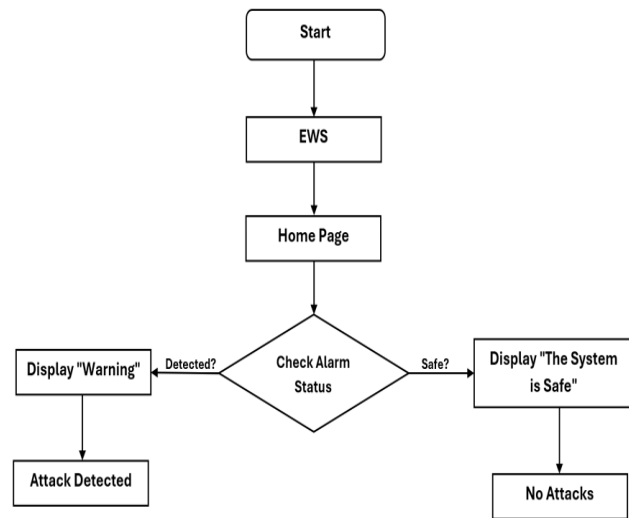 Start
EWS
Home Page
Detected?
Check Alarm
Status
Safe?
Display "Warning"
Display "The System
is Safe"
Attack Detected
No Attacks